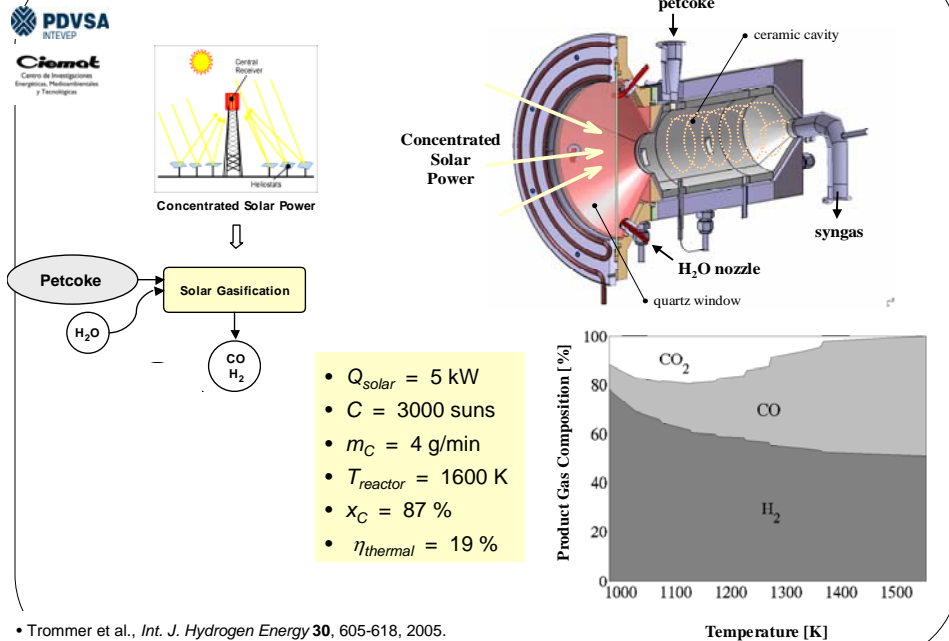 PDVSA
INTEVEP
Ciemat
Centro de Investigaciones
Energéticas, Medioambientales
y Tecnológicas
Central
Receiver
Heliostats
Concentrated Solar Power
Petcoke
H2O
Solar Gasification
CO
H2
petcoke
ceramic cavity
Concentrated
Solar
Power
syngas
H2O nozzle
quartz window
• Qsolar = 5 kW
• C = 3000 suns
• mC = 4 g/min
• Treactor = 1600 K
• xC = 87 %
• ηthermal = 19 %
Product Gas Composition [%]
100
80
60
40
20
0
CO2
CO
H2
1000 1100 1200 1300 1400 1500
Temperature [K]
• Trommer et al., Int. J. Hydrogen Energy 30, 605-618, 2005.